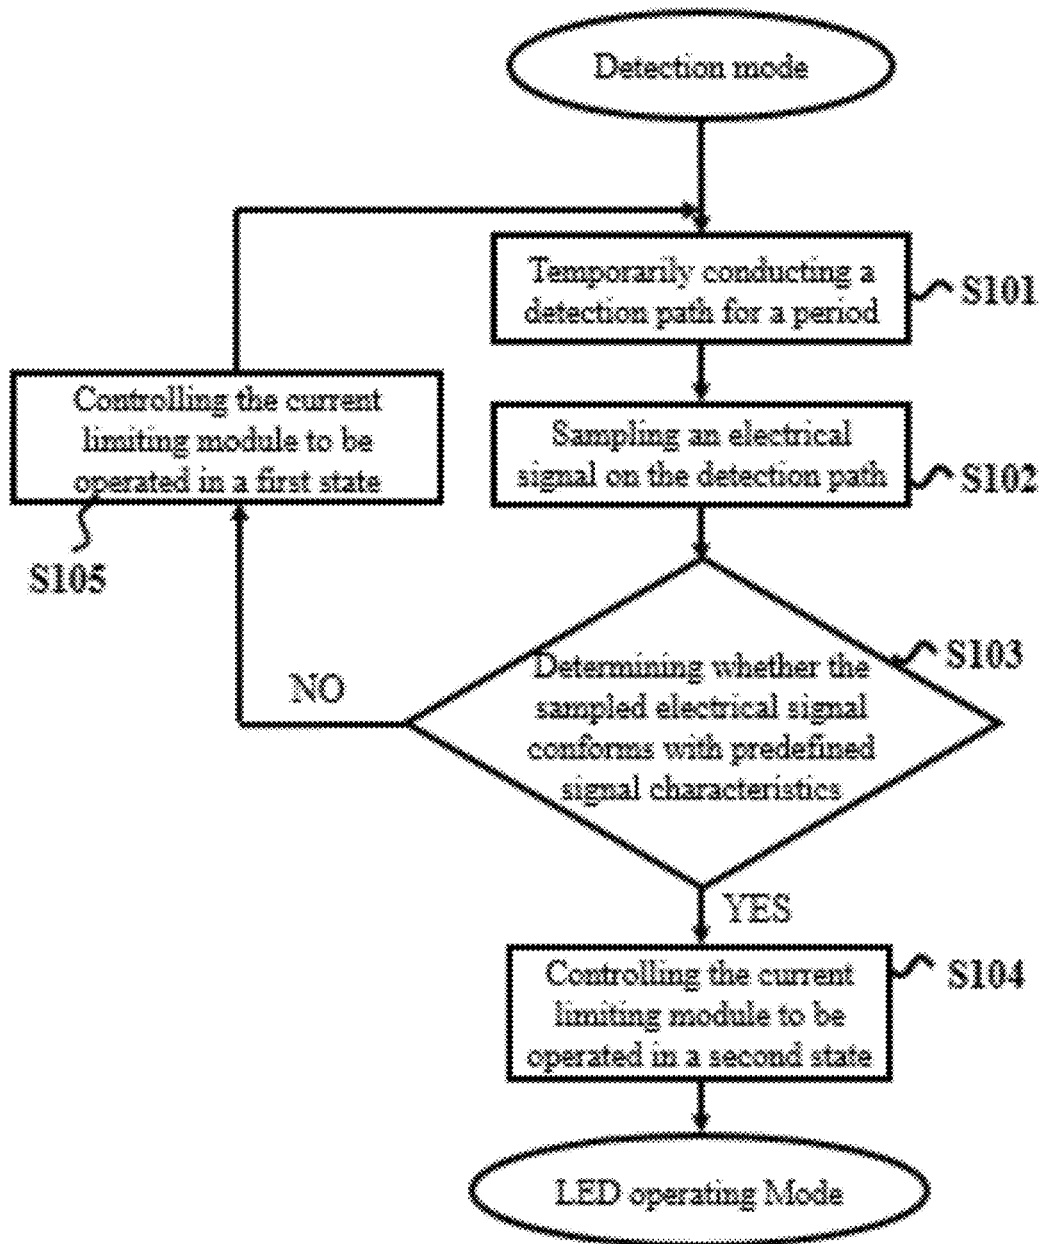 Detection mode
Temporarily conducting a
detection path for a period
S101
Controlling the current
limiting module to be
operated in a first state
S105
Sampling an electrical
signal on the detection path
S102
Determining whether the
sampled electrical signal
conforms with predefined
signal characteristics
S103
NO
YES
Controlling the current
limiting module to be
operated in a second state
S104
LED operating Mode